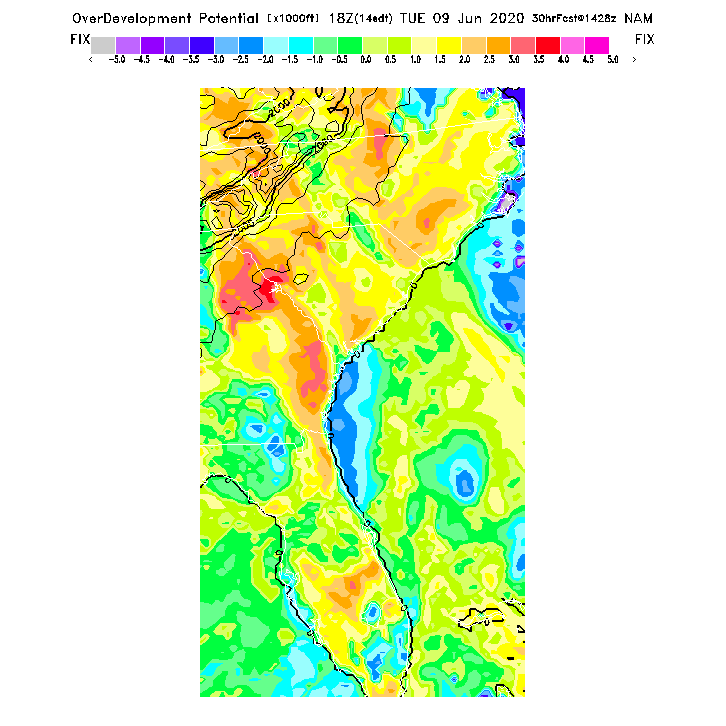 OverDevelopment Potential [x1000ft] 18Z(14edt) TUE 09 Jun 2020 30hrFcst@1428z NAM
FIX FIX
< -5.0 -4.5 -4.0 -3.5 -3.0 -2.5 -2.0 -1.5 -1.0 -0.5 0.0 0.5 1.0 1.5 2.0 2.5 3.0 3.5 4.0 4.5 5.0 >
2000
2000